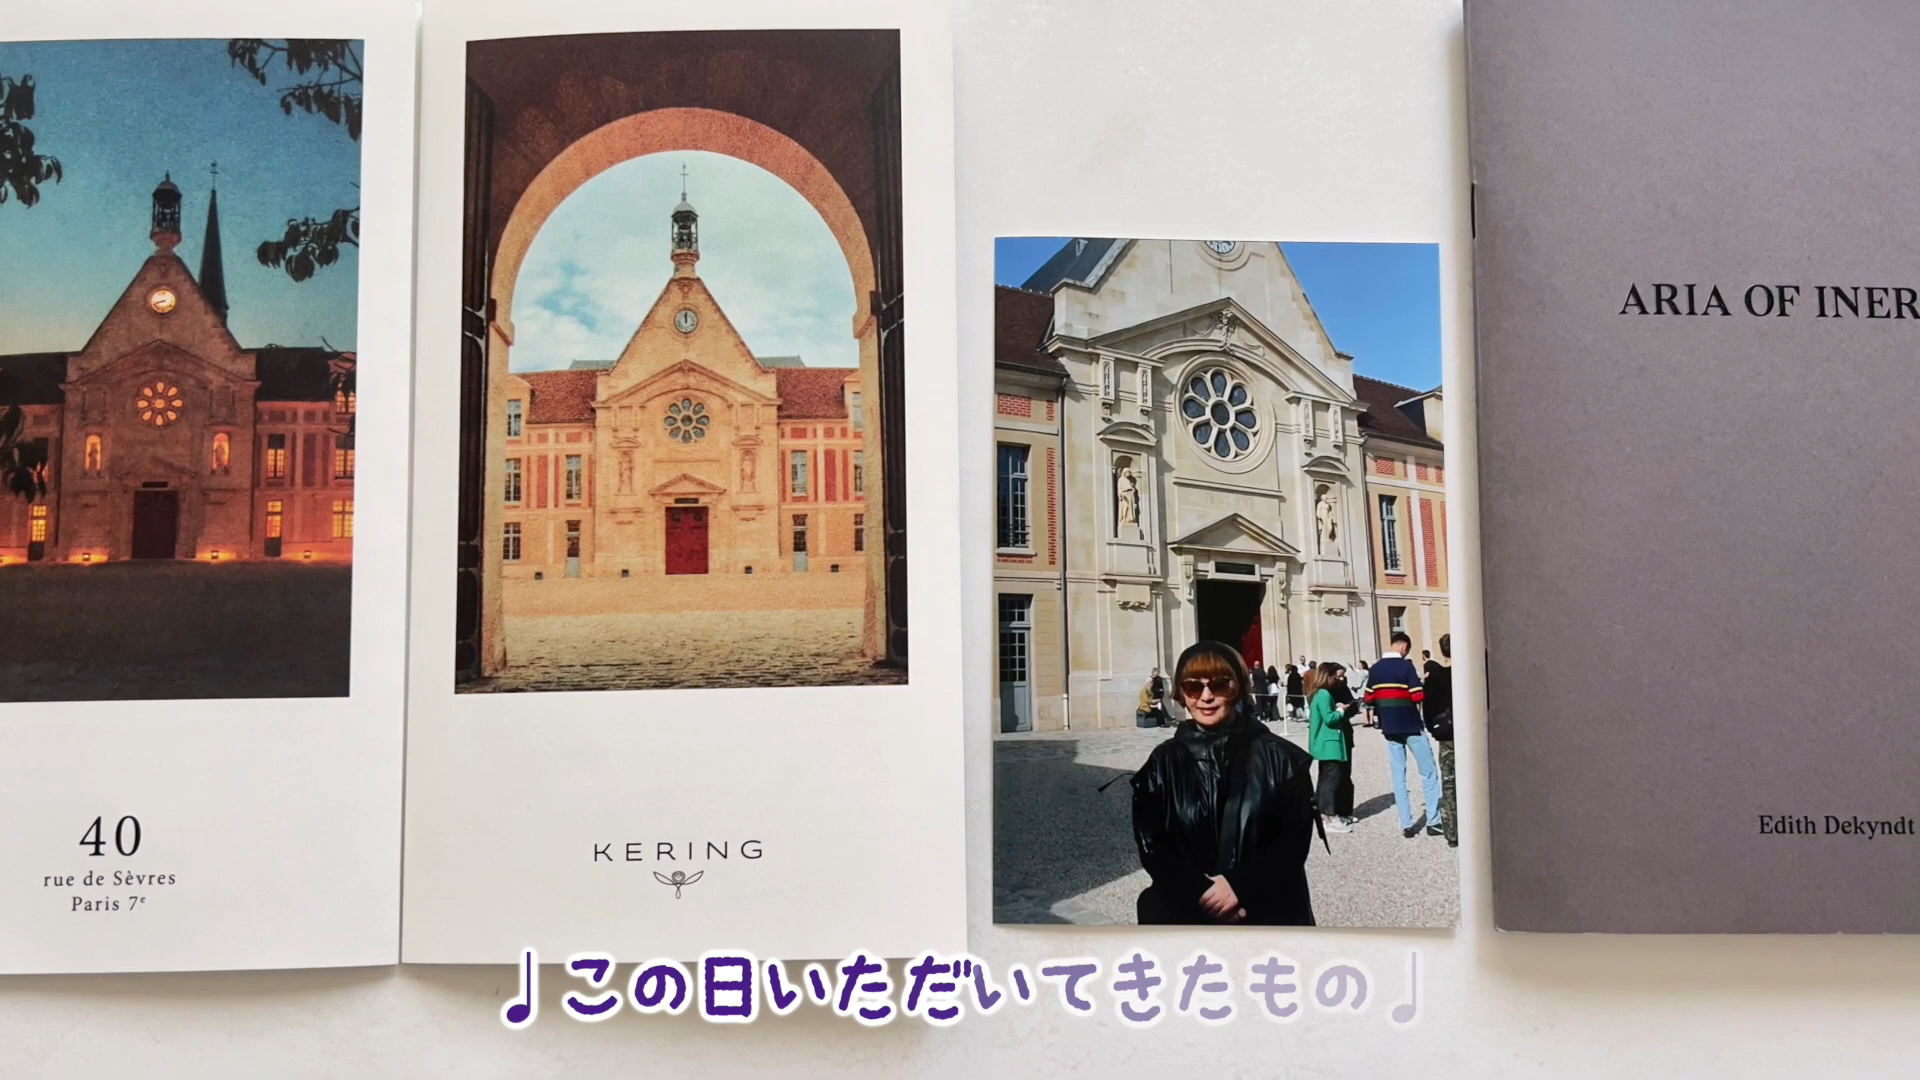 40
rue de Sèvres
Paris 7e
KERING
ARIA OF INER
Edith Dekyndt
♩この日いただいてきたもの♩